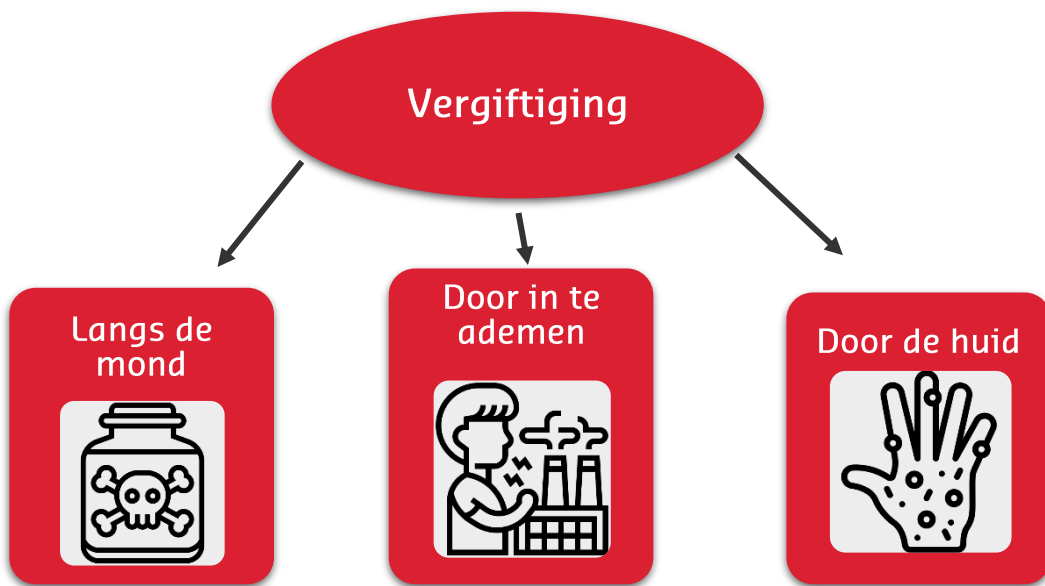 Vergiftiging
Langs de
mond
Door in te
ademen
Door de huid